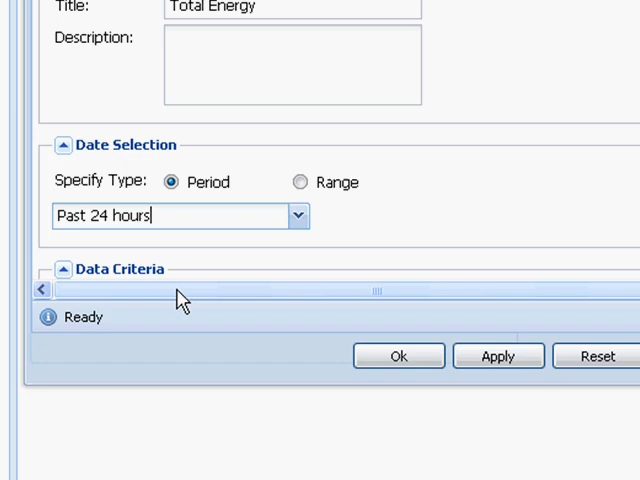 Title: Total Energy
Description:
Date Selection
Specify Type: Period Range
Past 24 hours
Data Criteria
Ready
Ok Apply Reset